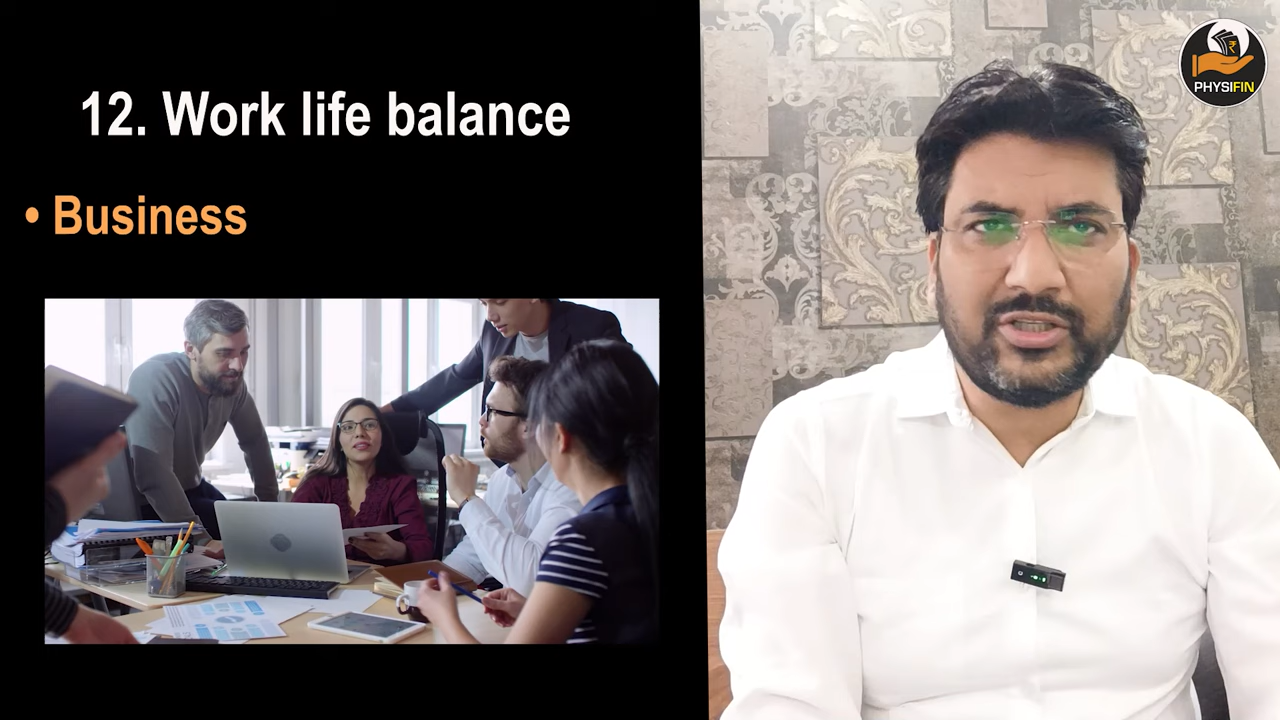 12. Work life balance
• Business
₹
PHYSIFIN